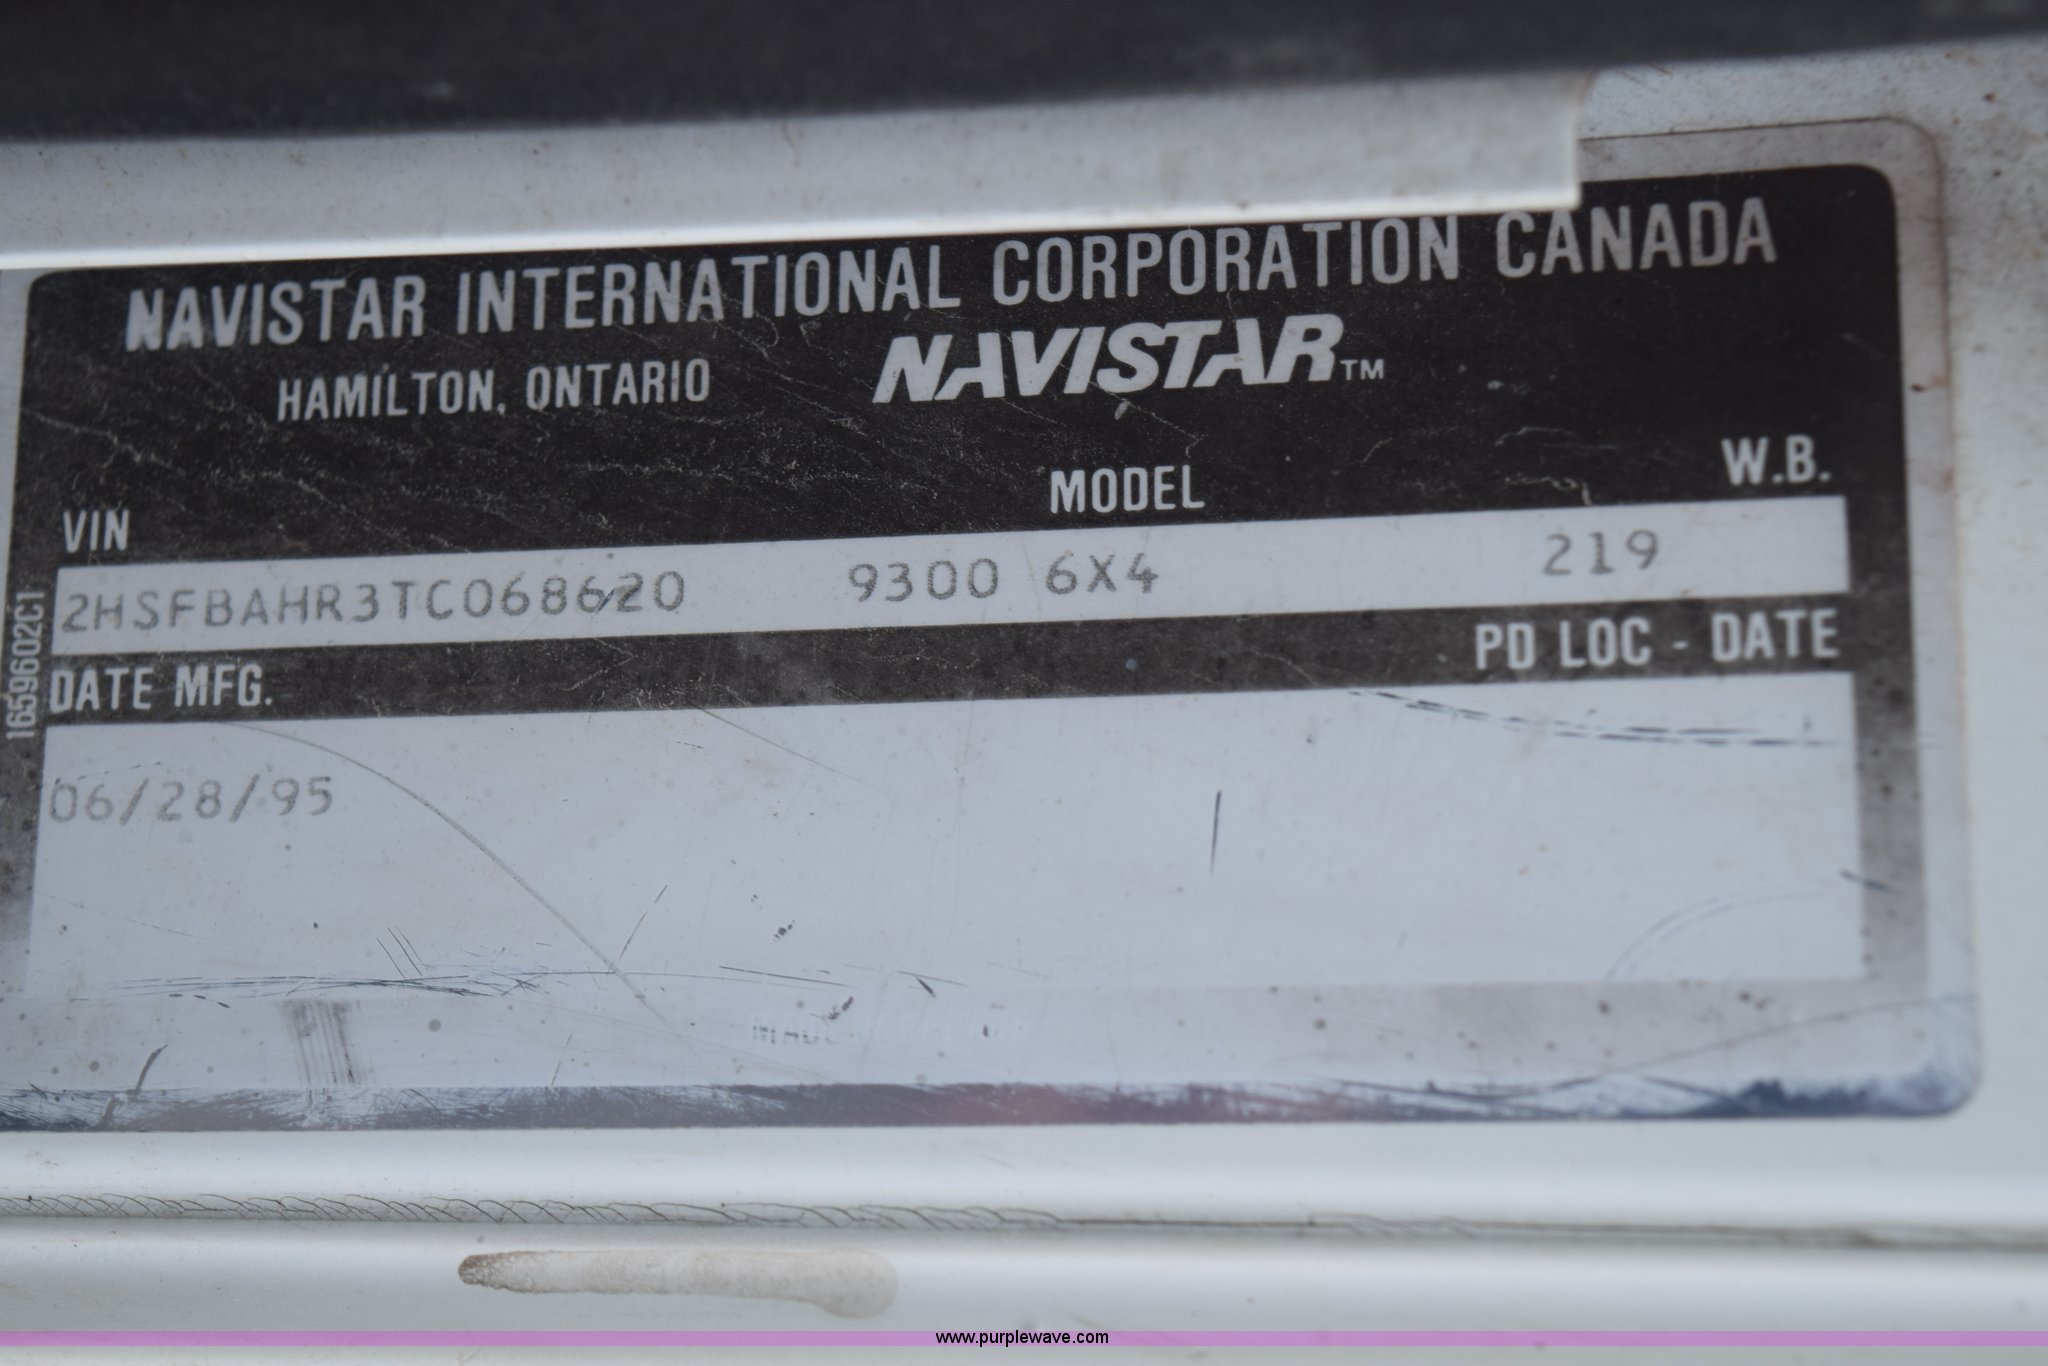 NAVISTAR INTERNATIONAL CORPORATION CANADA
HAMILTON, ONTARIO NAVISTAR™
VIN MODEL W.B.
2HSFBAHR3TC068620 9300 6X4 219
DATE MFG. PD LOC - DATE
06/28/95
1659602C1
www.purplewave.com